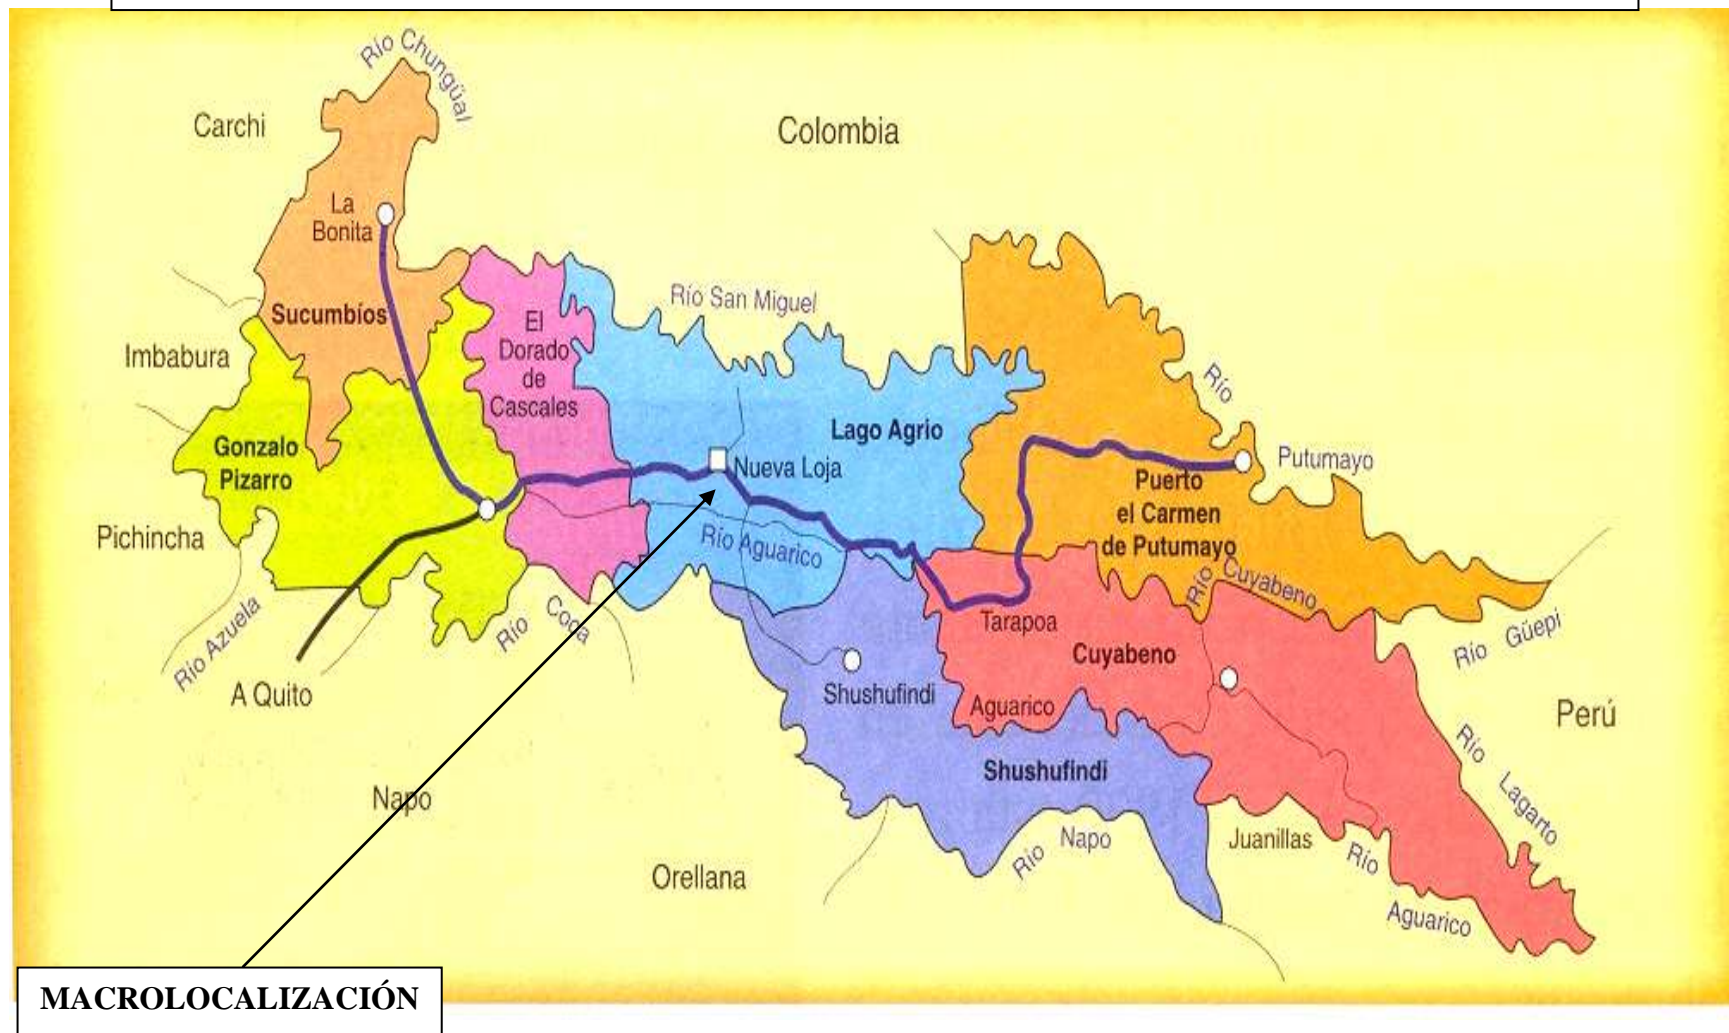 Río Chungüal
Carchi
Colombia
La
Bonita
Sucumbíos
Río San Miguel
Imbabura
El
Dorado
de
Cascales
Río
Putumayo
Gonzalo
Pizarro
Lago Agrio
Nueva Loja
Puerto
el Carmen
de Putumayo
Pichincha
Río Aguarico
Río Cuyabeno
Río Azuela
Río Coca
Tarapoa
Río Güepi
A Quito
Cuyabeno
Shushufindi
Aguarico
Perú
Río Lagarto
Shushufindi
Napo
Río Napo
Juanillas
Río
Aguarico
Orellana
MACROLOCALIZACIÓN